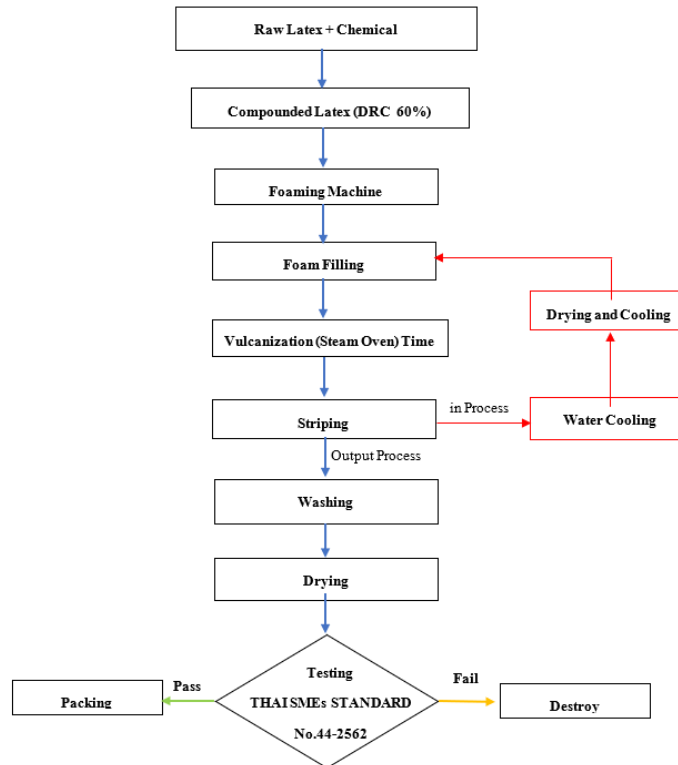 Raw Latex + Chemical
Compounded Latex (DRC 60%)
Foaming Machine
Foam Filling
Drying and Cooling
Vulcanization (Steam Oven) Time
in Process
Striping
Water Cooling
Output Process
Washing
Drying
Testing
Pass
Fail
THAI SMEs STANDARD
Packing
Destroy
No.44-2562